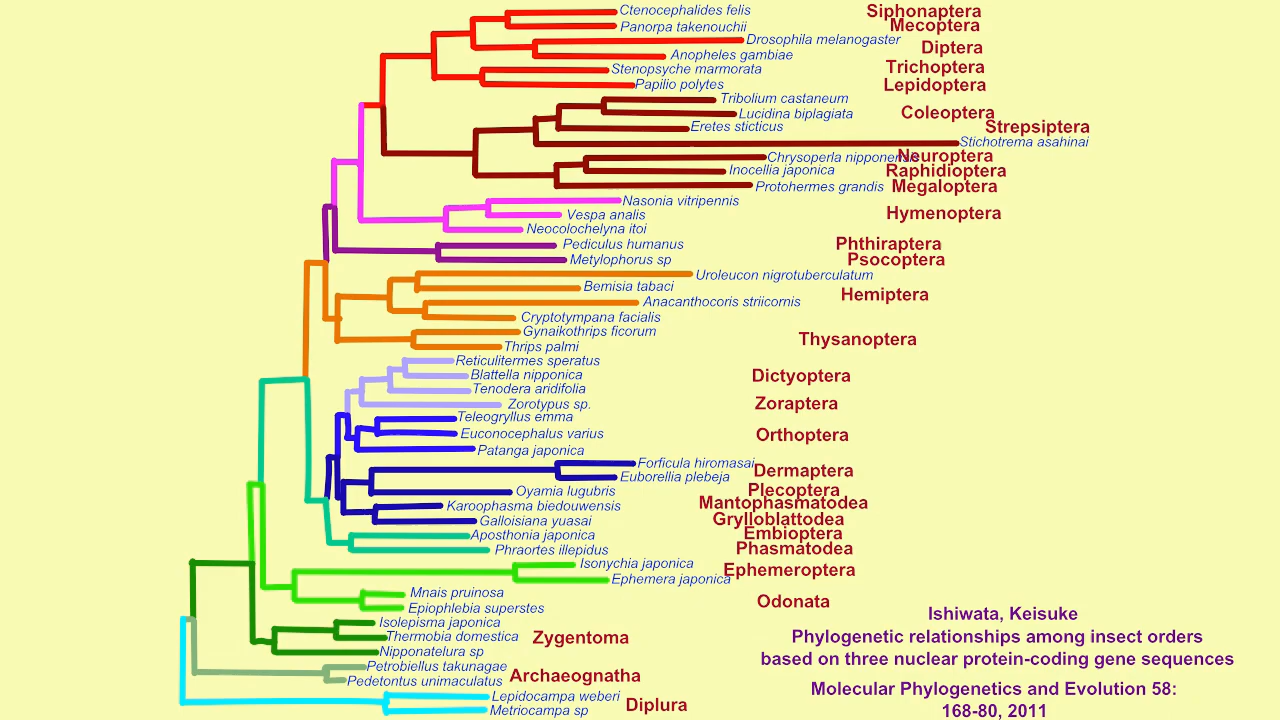 Ctenocephalides felis Siphonaptera
Panorpa takenouchii Mecoptera
Drosophila melanogaster
Diptera
Anopheles gambiae
Stenopsyche marmorata Trichoptera
Papilio polytes Lepidoptera
Tribolium castaneum
Lucidina biplagiata Coleoptera
Eretes sticticus Strepsiptera
Stichotrema asahinai
Chrysoperla nipponensis Neuroptera
Inocellia japonica Raphidioptera
Protohermes grandis Megaloptera
Nasonia vitripennis
Vespa analis Hymenoptera
Neocolochelyna itoi
Pediculus humanus Phthiraptera
Metylophorus sp Psocoptera
Uroleucon nigrotuberculatum
Bemisia tabaci Hemiptera
Anacanthocoris striicornis
Cryptotympana facialis
Gynaikothrips ficorum
Thysanoptera
Thrips palmi
Reticulitermes speratus
Blattella nipponica Dictyoptera
Tenodera aridifolia
Zorotypus sp. Zoraptera
Teleogryllus emma
Euconocephalus varius Orthoptera
Patanga japonica
Forficula hiromasai
Dermaptera
Euborellia plebeja
Oyamia lugubris Plecoptera
Karoophasma biedouwensis Mantophasmatodea
Galloisiana yuasai Grylloblattodea
Aposthonia japonica Embioptera
Phraortes illepidus Phasmatodea
Isonychia japonica
Ephemeroptera
Ephemera japonica
Mnais pruinosa
Odonata
Epiophlebia superstes
Isolepisma japonica
Thermobia domestica Zygentoma
Nipponatelura sp
Petrobiellus takunagae
Archaeognatha
Pedetontus unimaculatus
Lepidocampa weberi
Diplura
Metriocampa sp
Ishiwata, Keisuke
Phylogenetic relationships among insect orders
based on three nuclear protein-coding gene sequences
Molecular Phylogenetics and Evolution 58:
168-80, 2011